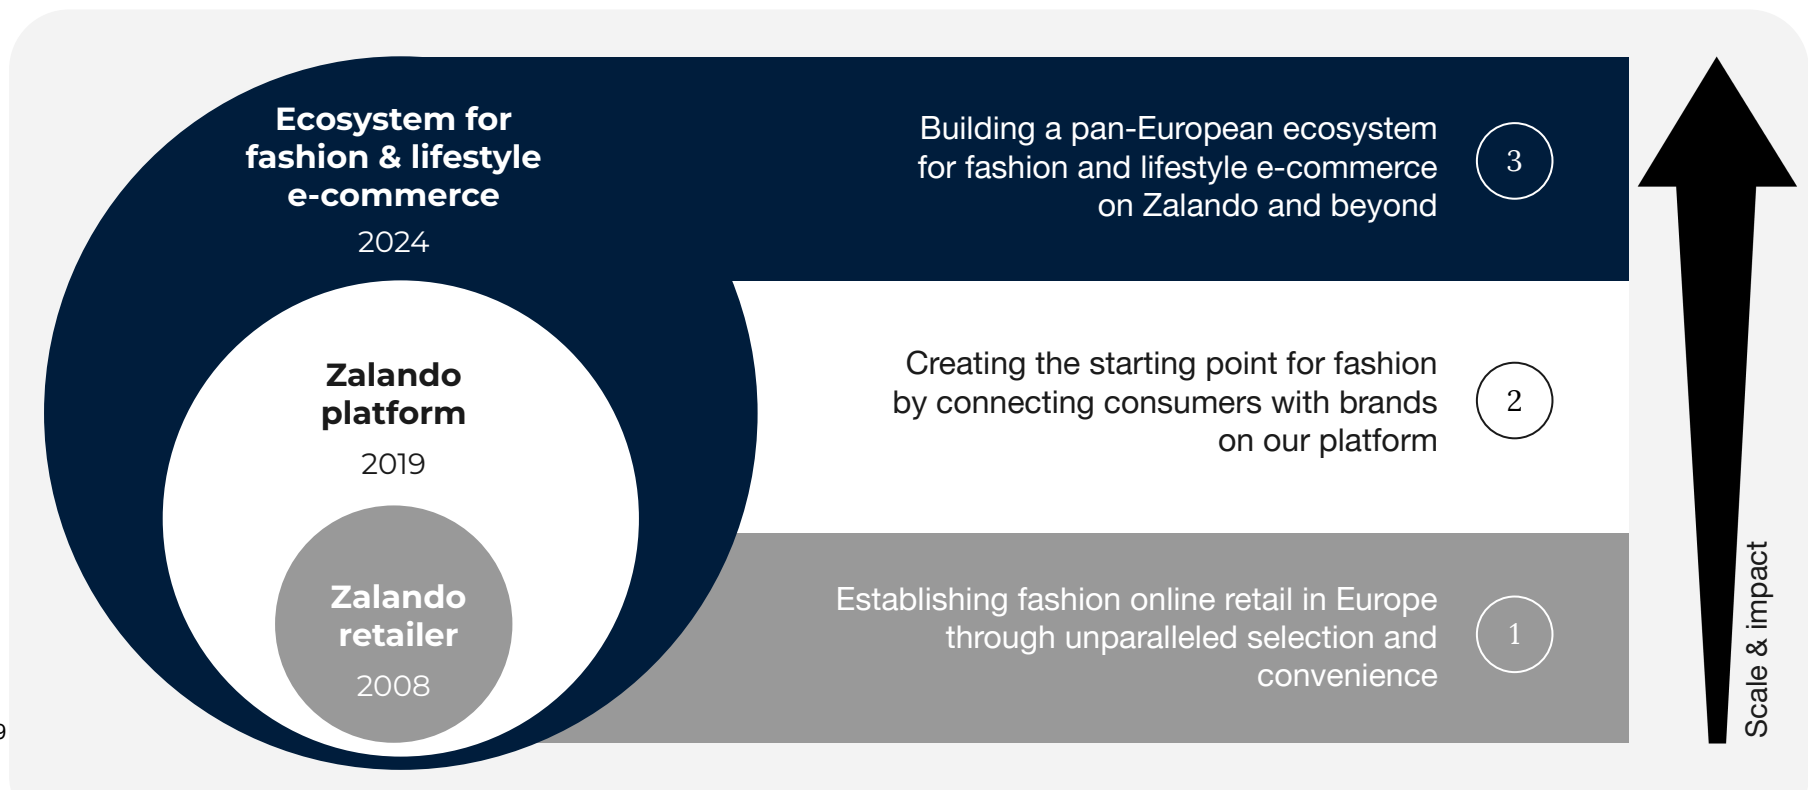 Ecosystem for
fashion & lifestyle
e-commerce
2024
Building a pan-European ecosystem
for fashion and lifestyle e-commerce
on Zalando and beyond
3
Zalando
platform
2019
Creating the starting point for fashion
by connecting consumers with brands
on our platform
2
Zalando
retailer
2008
Establishing fashion online retail in Europe
through unparalleled selection and
convenience
1
Scale & impact
9